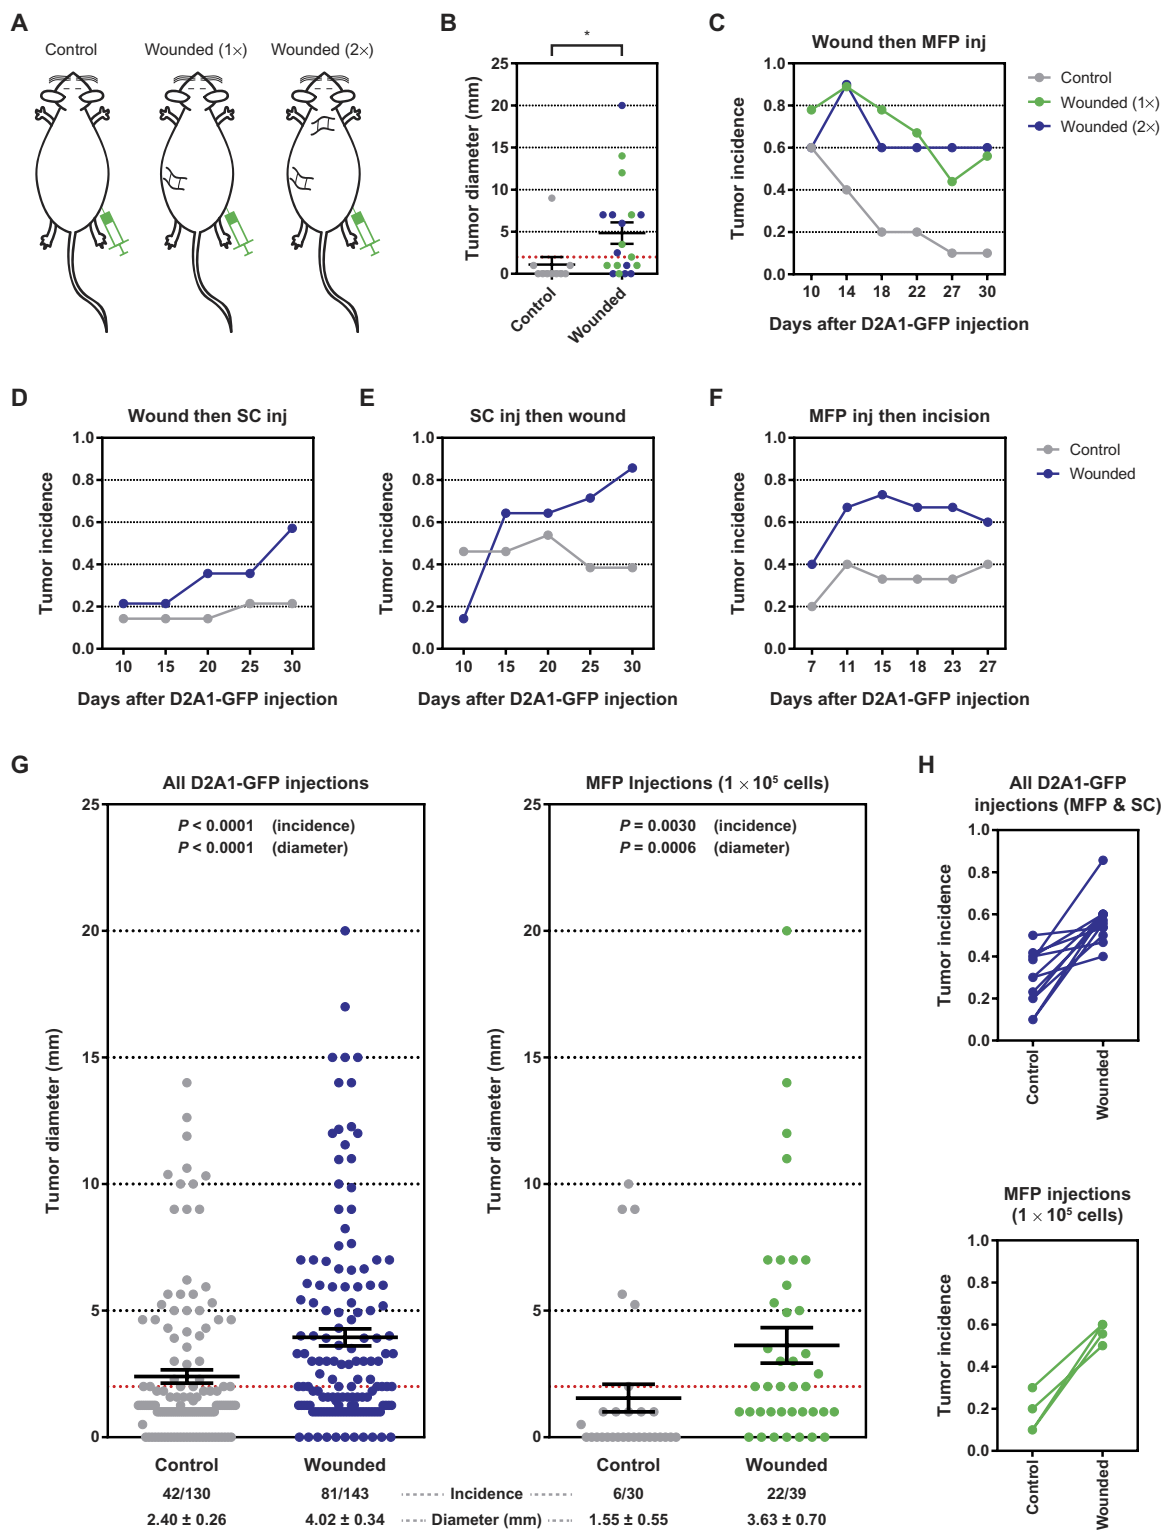 A
Control
Wounded (1×)
Wounded (2×)
B
*
Tumor diameter (mm)
25
20
15
10
5
0
Control
Wounded
C
Wound then MFP inj
Tumor incidence
1.0
0.8
0.6
0.4
0.2
0.0
10 14 18 22 27 30
Days after D2A1-GFP injection
Control
Wounded (1×)
Wounded (2×)
D
Wound then SC inj
Tumor incidence
1.0
0.8
0.6
0.4
0.2
0.0
10 15 20 25 30
Days after D2A1-GFP injection
E
SC inj then wound
Tumor incidence
1.0
0.8
0.6
0.4
0.2
0.0
10 15 20 25 30
Days after D2A1-GFP injection
F
MFP inj then incision
Tumor incidence
1.0
0.8
0.6
0.4
0.2
0.0
7 11 15 18 23 27
Days after D2A1-GFP injection
Control
Wounded
G
All D2A1-GFP injections
P < 0.0001 (incidence)
P < 0.0001 (diameter)
Tumor diameter (mm)
25
20
15
10
5
0
Control Wounded
42/130 81/143
2.40 ± 0.26 4.02 ± 0.34
Incidence
Diameter (mm)
MFP Injections (1 × 10⁵ cells)
P = 0.0030 (incidence)
P = 0.0006 (diameter)
Tumor diameter (mm)
25
20
15
10
5
0
Control Wounded
6/30 22/39
1.55 ± 0.55 3.63 ± 0.70
H
All D2A1-GFP
injections (MFP & SC)
Tumor incidence
1.0
0.8
0.6
0.4
0.2
0.0
Control
Wounded
MFP injections
(1 × 10⁵ cells)
Tumor incidence
1.0
0.8
0.6
0.4
0.2
0.0
Control
Wounded